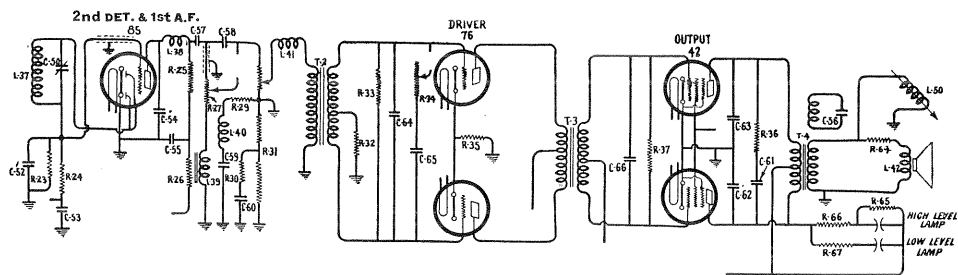 2nd DET. & 1st A.F.
85
C-57
C-58
L-37
C-50
L-38
R-25
L-41
R-27
R-29
C-54
L-40
C-55
R-31
C-52
R-23
R-24
R-26
L-39
C-59
R-30
C-60
C-53
T-2
R-33
R-32
C-64
R-34
C-65
DRIVER
76
R-35
T-3
C-66
R-37
OUTPUT
42
C-63
R-36
C-61
C-62
T-4
C-56
L-50
R-64
L-42
R-65
R-66
R-67
HIGH LEVEL
LAMP
LOW LEVEL
LAMP